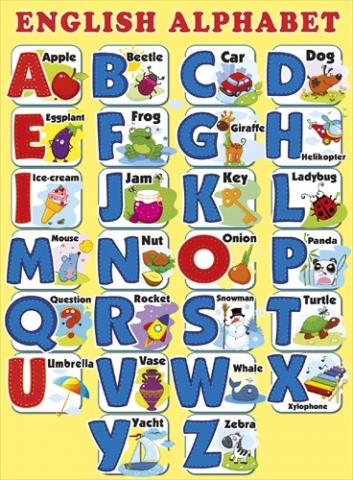 ENGLISH ALPHABET
A Apple
B Beetle
C Car
D Dog
E Eggplant
F Frog
G Giraffe
H Helikopter
I Ice-cream
J Jam
K Key
L Ladybug
M Mouse
N Nut
O Onion
P Panda
Q Question
R Rocket
S Snowman
T Turtle
U Umbrella
V Vase
W Whale
X Xylophone
Y Yacht
Z Zebra